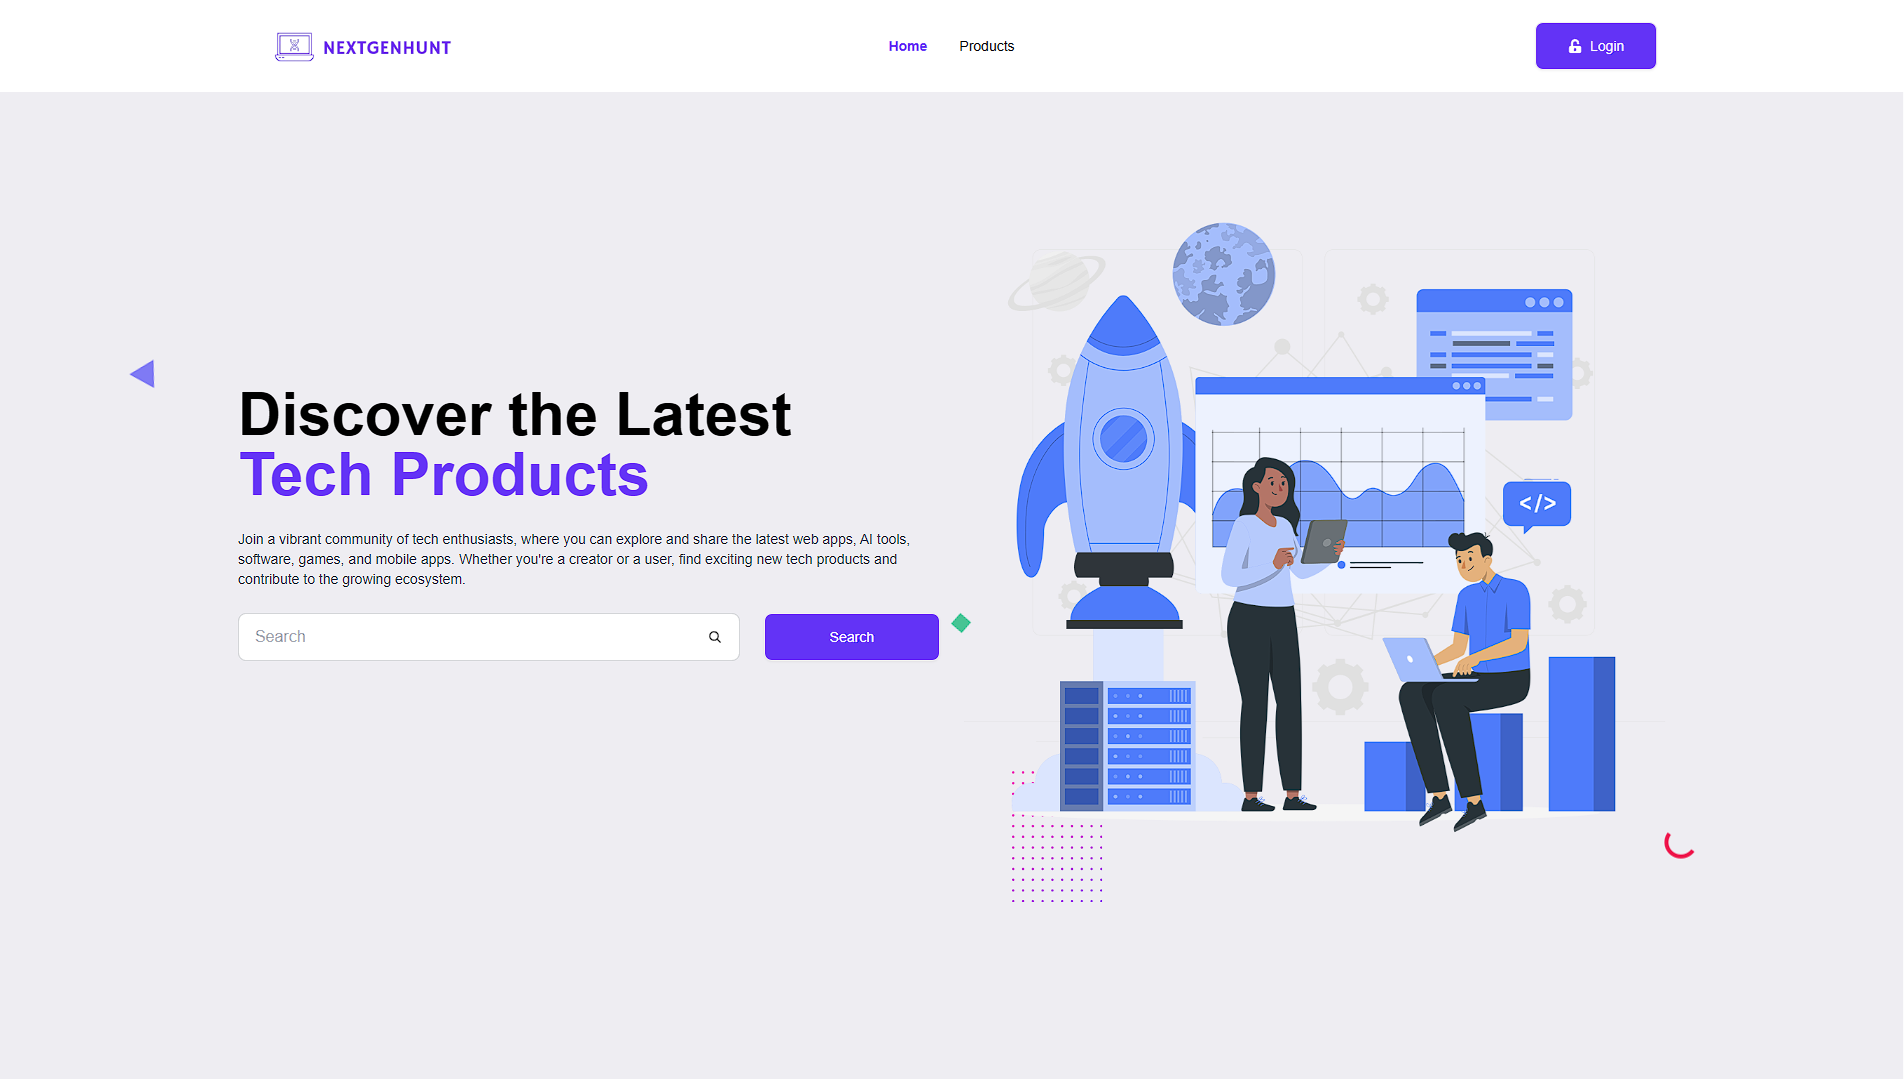 NEXTGENHUNT
Home
Products
Login
Discover the Latest
Tech Products
Join a vibrant community of tech enthusiasts, where you can explore and share the latest web apps, AI tools,
software, games, and mobile apps. Whether you're a creator or a user, find exciting new tech products and
contribute to the growing ecosystem.
Search
Search
</>